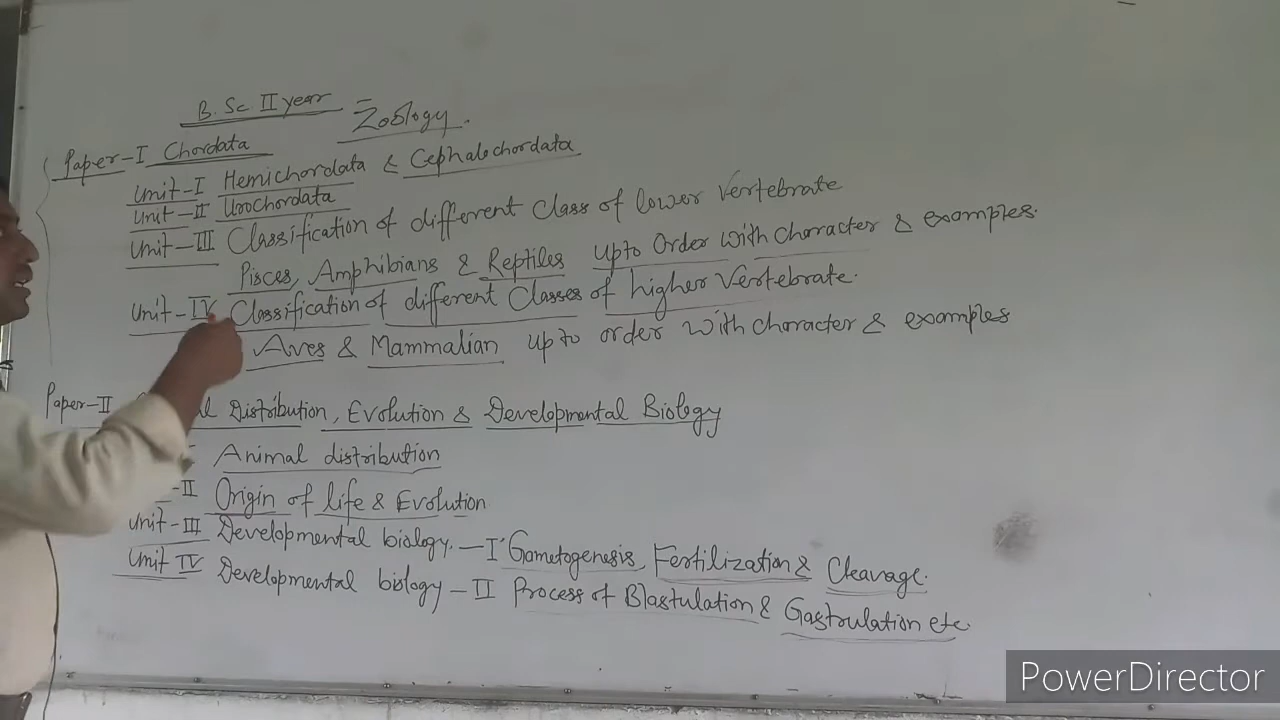 B.Sc II year
Zoology.
Paper-I Chordata
Unit-I Hemichordata & Cephalochordata
Unit-II Urochordata
Unit-III Classification of different Class of lower Vertebrate
Pisces, Amphibians & Reptiles upto Order with character & examples.
Unit-IV Classification of different Classes of higher Vertebrate.
Aves & Mammalian upto order with character & examples
Paper-II Distribution, Evolution & Developmental Biology
Animal distribution
-II Origin of life & Evolution
Unit-III Developmental biology.-I Gametogenesis, Fertilization & Cleavage.
Unit IV Developmental biology-II Process of Blastulation & Gastrulation etc.
PowerDirector